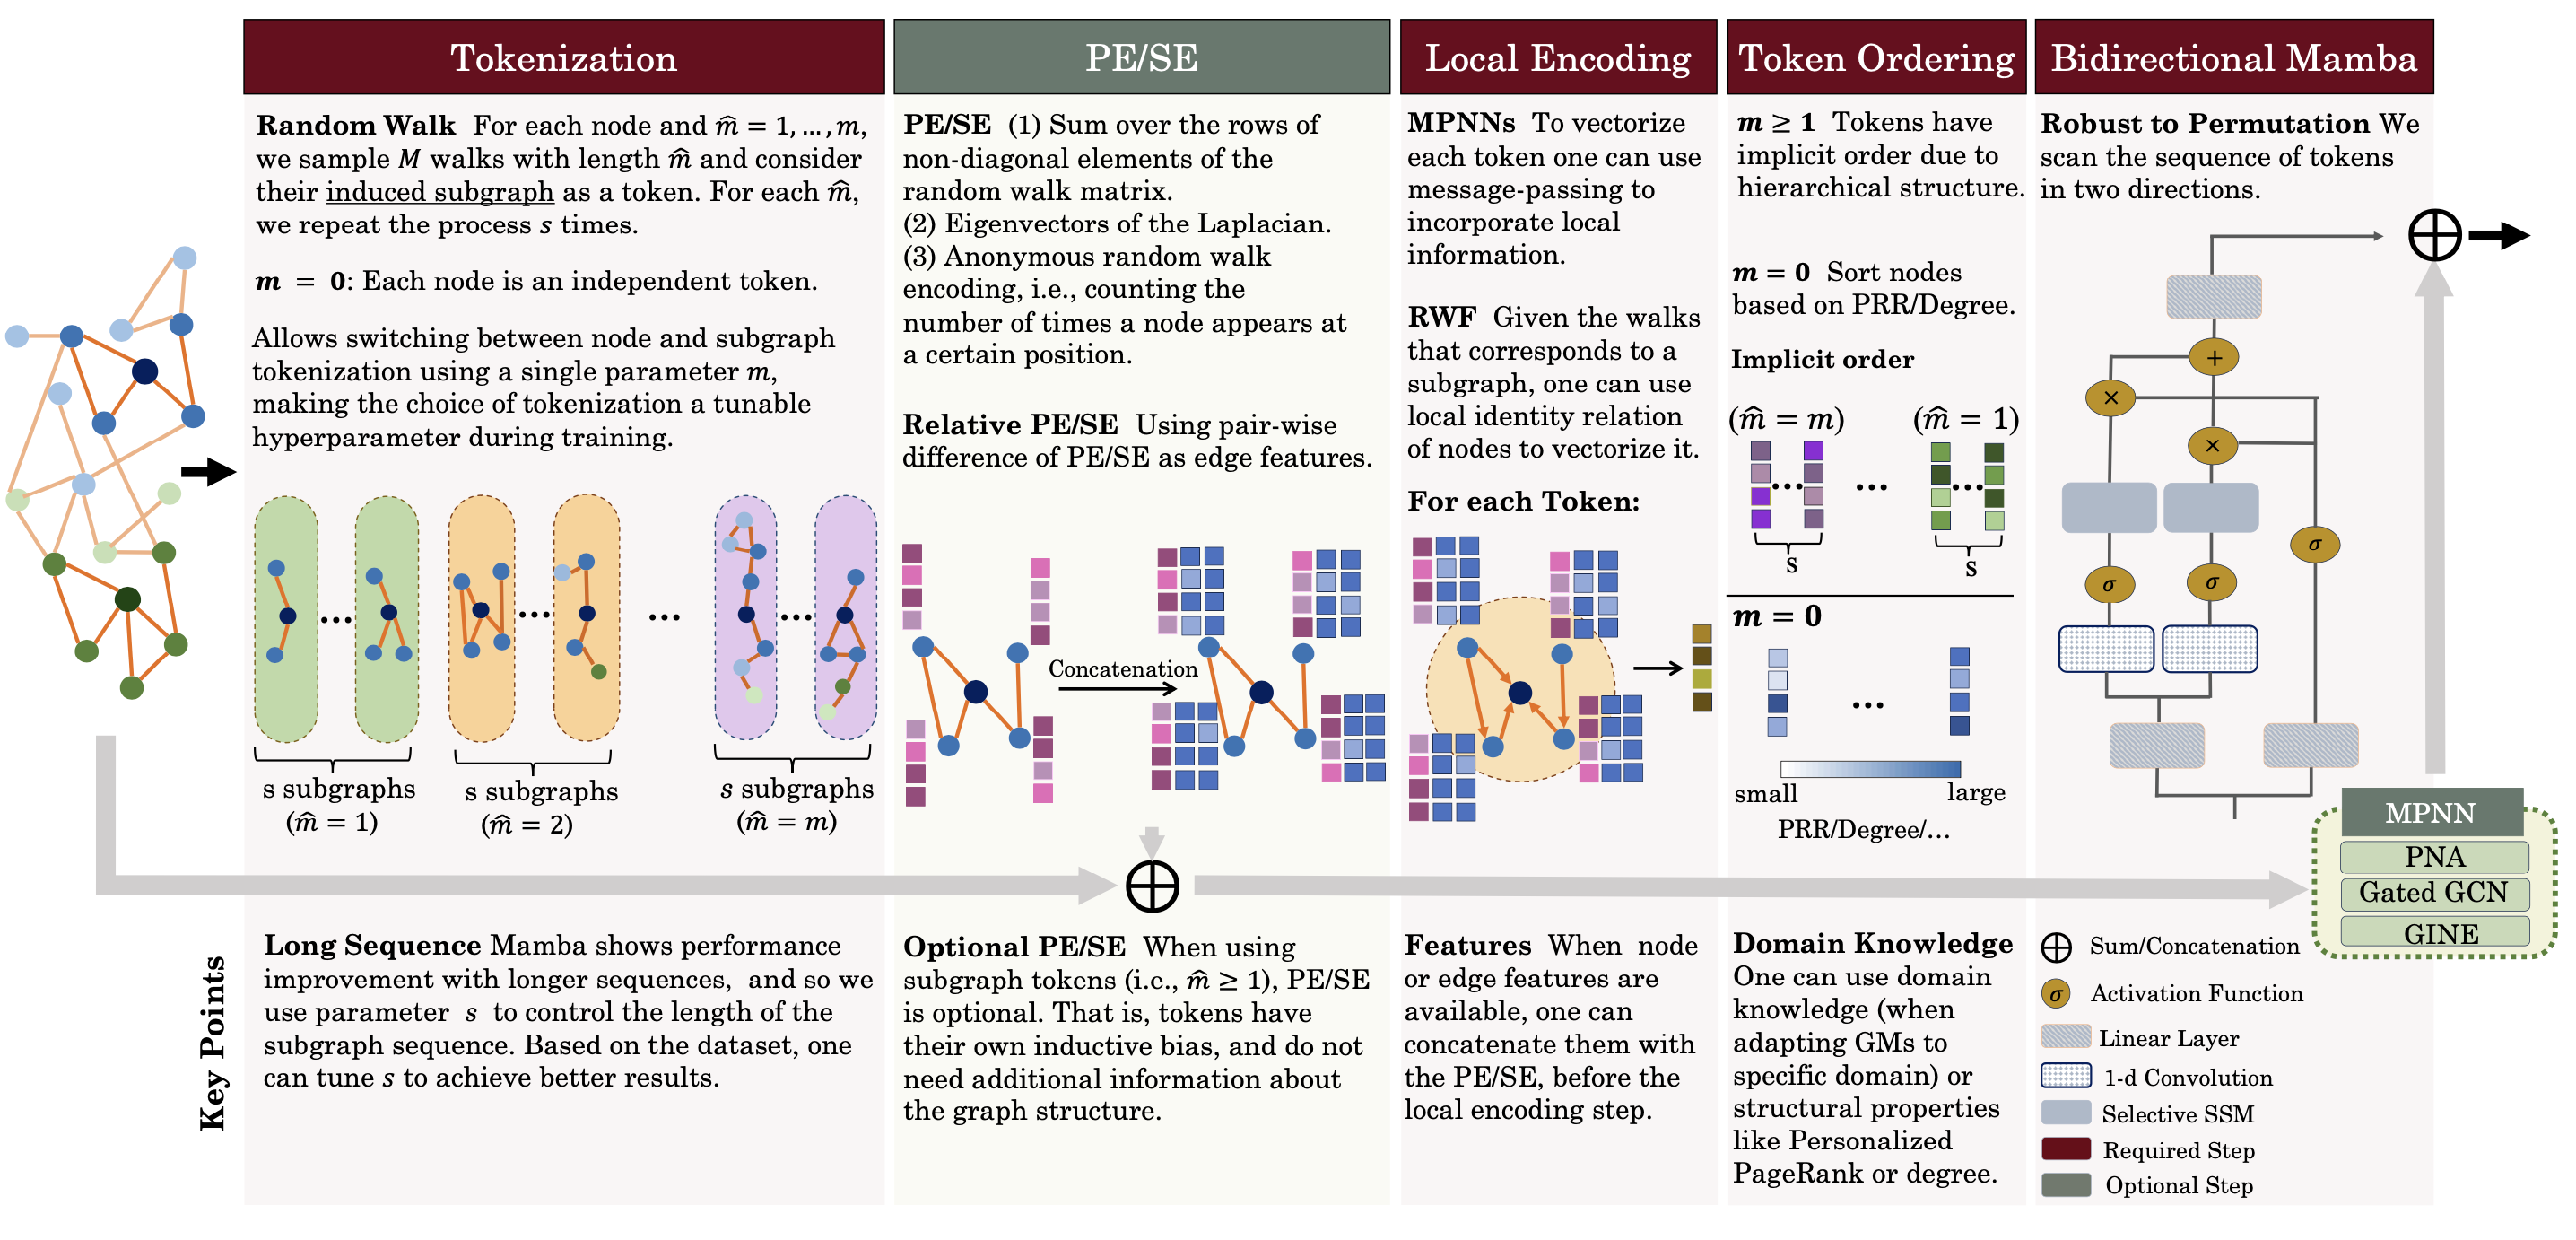 Tokenization
Random Walk For each node and m̂ = 1, …, m,
we sample M walks with length m̂ and consider
their induced subgraph as a token. For each m̂,
we repeat the process s times.
m = 0: Each node is an independent token.
Allows switching between node and subgraph
tokenization using a single parameter m,
making the choice of tokenization a tunable
hyperparameter during training.
...
...
...
...
s subgraphs
(m̂ = 1)
s subgraphs
(m̂ = 2)
s subgraphs
(m̂ = m)
PE/SE
PE/SE (1) Sum over the rows of
non-diagonal elements of the
random walk matrix.
(2) Eigenvectors of the Laplacian.
(3) Anonymous random walk
encoding, i.e., counting the
number of times a node appears at
a certain position.
Relative PE/SE Using pair-wise
difference of PE/SE as edge features.
Concatenation
Local Encoding
MPNNs To vectorize
each token one can use
message-passing to
incorporate local
information.
RWF Given the walks
that corresponds to a
subgraph, one can use
local identity relation
of nodes to vectorize it.
For each Token:
Token Ordering
m ≥ 1 Tokens have
implicit order due to
hierarchical structure.
m = 0 Sort nodes
based on PRR/Degree.
Implicit order
(m̂ = m)
(m̂ = 1)
...
...
...
s
s
m = 0
...
small
large
PRR/Degree/…
Bidirectional Mamba
Robust to Permutation We
scan the sequence of tokens
in two directions.
+
×
×
σ
σ
σ
MPNN
PNA
Gated GCN
GINE
Key Points
Long Sequence Mamba shows performance
improvement with longer sequences, and so we
use parameter s to control the length of the
subgraph sequence. Based on the dataset, one
can tune s to achieve better results.
Optional PE/SE When using
subgraph tokens (i.e., m̂ ≥ 1), PE/SE
is optional. That is, tokens have
their own inductive bias, and do not
need additional information about
the graph structure.
Features When node
or edge features are
available, one can
concatenate them with
the PE/SE, before the
local encoding step.
Domain Knowledge
One can use domain
knowledge (when
adapting GMs to
specific domain) or
structural properties
like Personalized
PageRank or degree.
Sum/Concatenation
σ Activation Function
Linear Layer
1-d Convolution
Selective SSM
Required Step
Optional Step